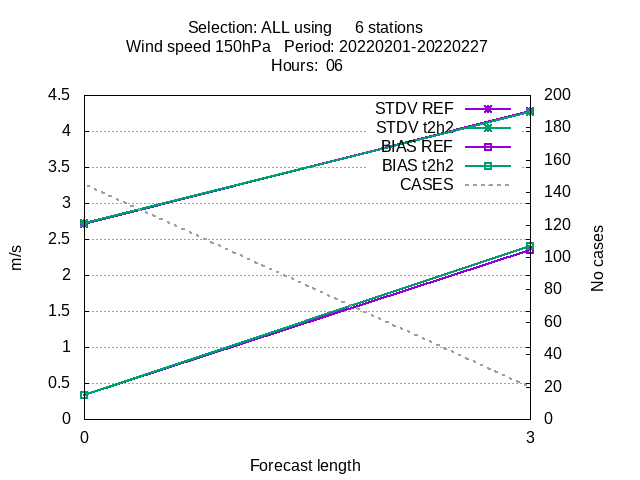 Selection: ALL using 6 stations
Wind speed 150hPa Period: 20220201-20220227
Hours: 06
4.5
4
3.5
3
2.5
2
1.5
1
0.5
0
m/s
STDV REF
STDV t2h2
BIAS REF
BIAS t2h2
CASES
200
180
160
140
120
100
80
60
40
20
0
No cases
0
3
Forecast length